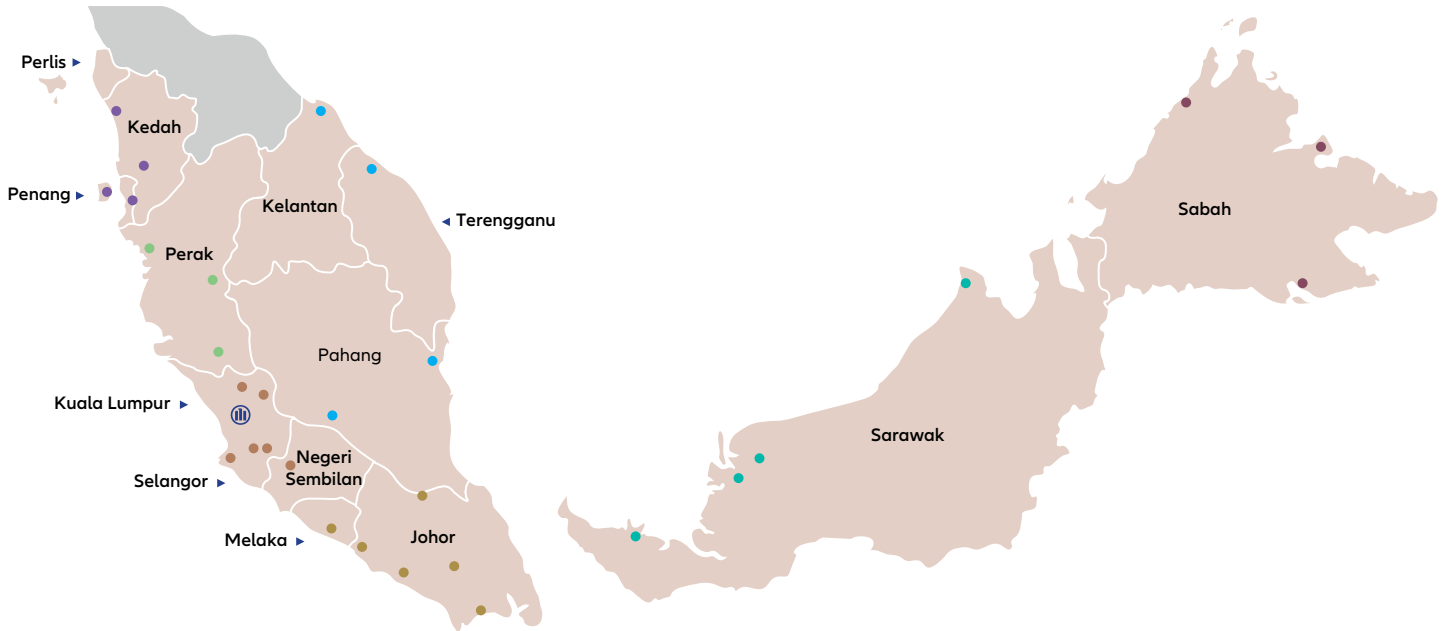 Perlis
Kedah
Penang
Kelantan
Terengganu
Perak
Pahang
Kuala Lumpur
Negeri
Sembilan
Selangor
Melaka
Johor
Sabah
Sarawak